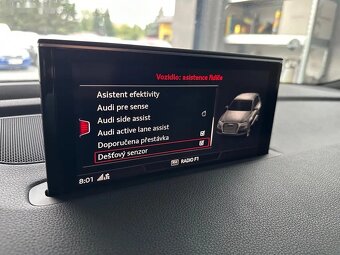 Vozidlo: asistence řidiče
Asistent efektivity
Audi pre sense
Audi side assist
Audi active lane assist
Doporučena přestávka
Dešťový senzor
8:01
RADIO F1